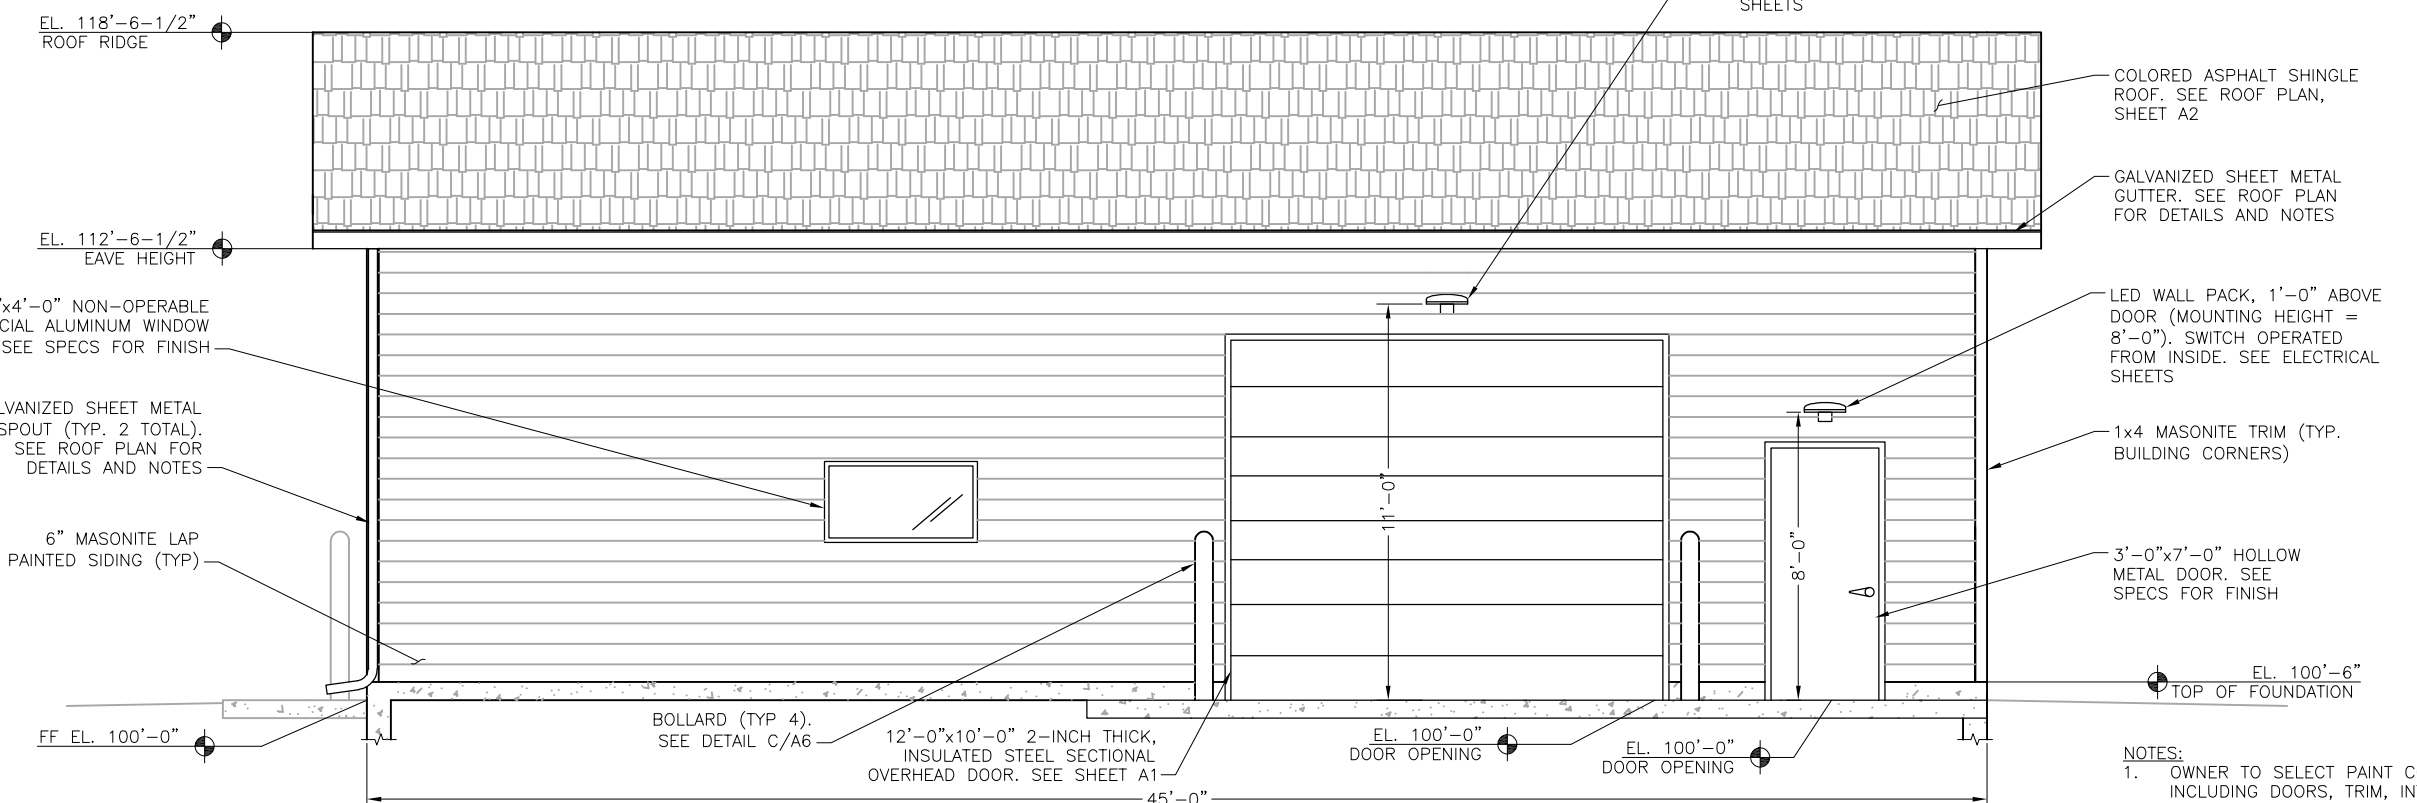 SHEETS
EL. 118'-6-1/2"
ROOF RIDGE
COLORED ASPHALT SHINGLE
ROOF. SEE ROOF PLAN,
SHEET A2
GALVANIZED SHEET METAL
GUTTER. SEE ROOF PLAN
FOR DETAILS AND NOTES
EL. 112'-6-1/2"
EAVE HEIGHT
x4'-0" NON-OPERABLE
ALUMINUM WINDOW
SEE SPECS FOR FINISH
LED WALL PACK, 1'-0" ABOVE
DOOR (MOUNTING HEIGHT =
8'-0"). SWITCH OPERATED
FROM INSIDE. SEE ELECTRICAL
SHEETS
SHEET METAL
(TYP. 2 TOTAL).
SEE ROOF PLAN FOR
DETAILS AND NOTES
1x4 MASONITE TRIM (TYP.
BUILDING CORNERS)
11'-0"
8'-0"
6" MASONITE LAP
PAINTED SIDING (TYP)
3'-0"x7'-0" HOLLOW
METAL DOOR. SEE
SPECS FOR FINISH
EL. 100'-6"
TOP OF FOUNDATION
FF EL. 100'-0"
BOLLARD (TYP 4).
SEE DETAIL C/A6
12'-0"x10'-0" 2-INCH THICK,
INSULATED STEEL SECTIONAL
OVERHEAD DOOR. SEE SHEET A1
EL. 100'-0"
DOOR OPENING
EL. 100'-0"
DOOR OPENING
NOTES:
1. OWNER TO SELECT PAINT
INCLUDING DOORS, TRIM,
45'-0"